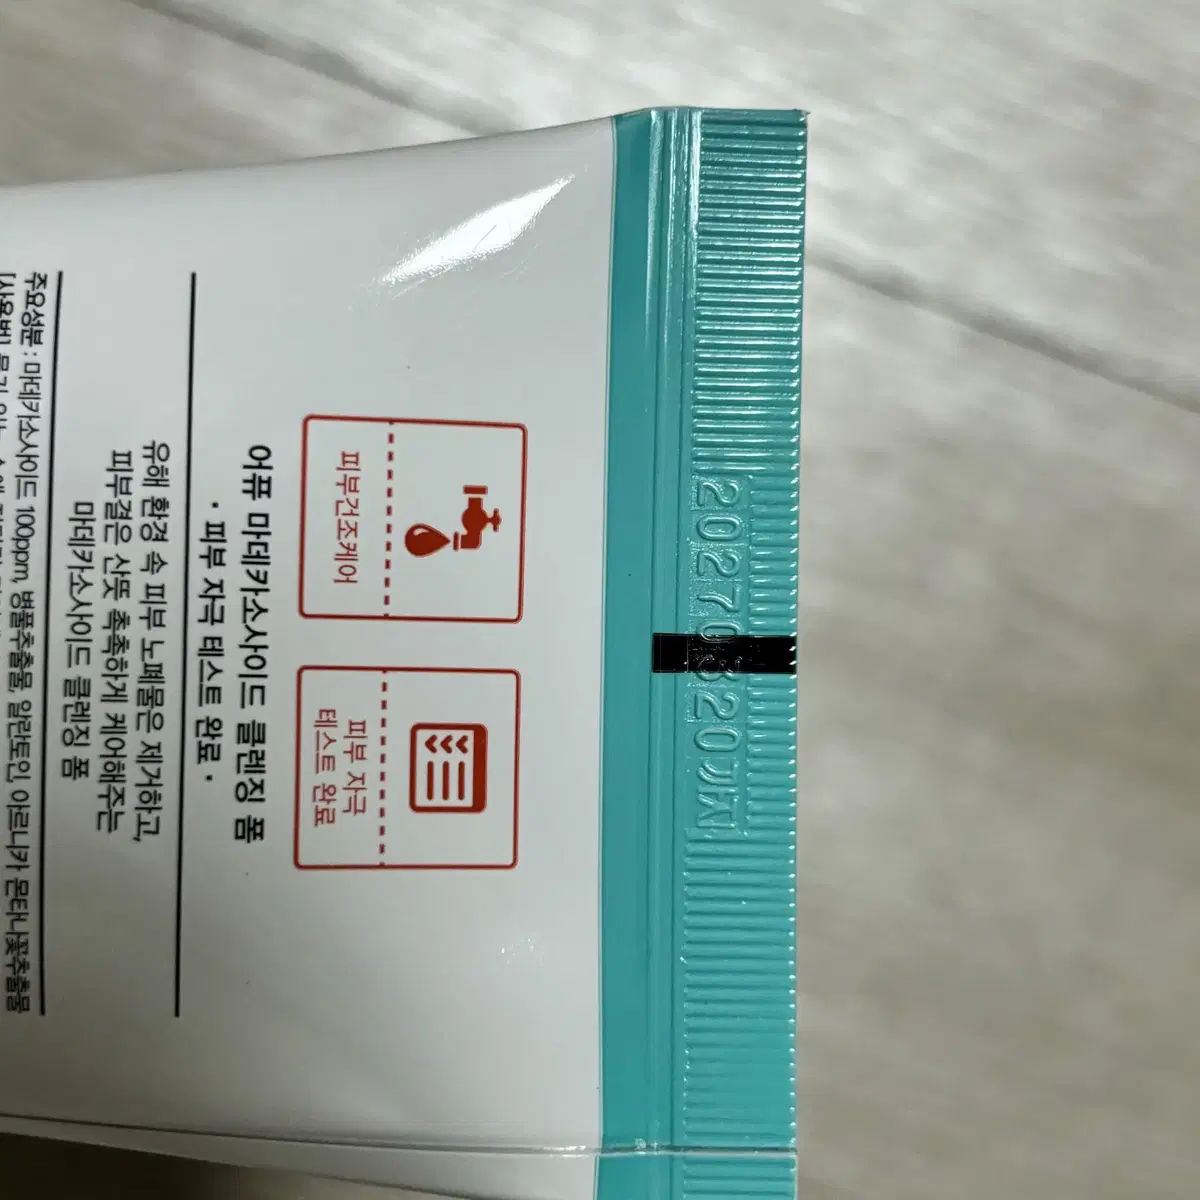 20270320까지
피부건조케어
피부 자극
테스트 완료
어퓨 마데카소사이드 클렌징 폼
· 피부 자극 테스트 완료 ·
유해 환경 속 피부 노폐물은 제거하고,
피부결은 산뜻 촉촉하게 케어해주는
마데카소사이드 클렌징 폼
주요성분 : 마데카소사이드 100ppm, 병풀추출물, 알란토인, 아르니카 몬타나꽃추출물
[사용법]